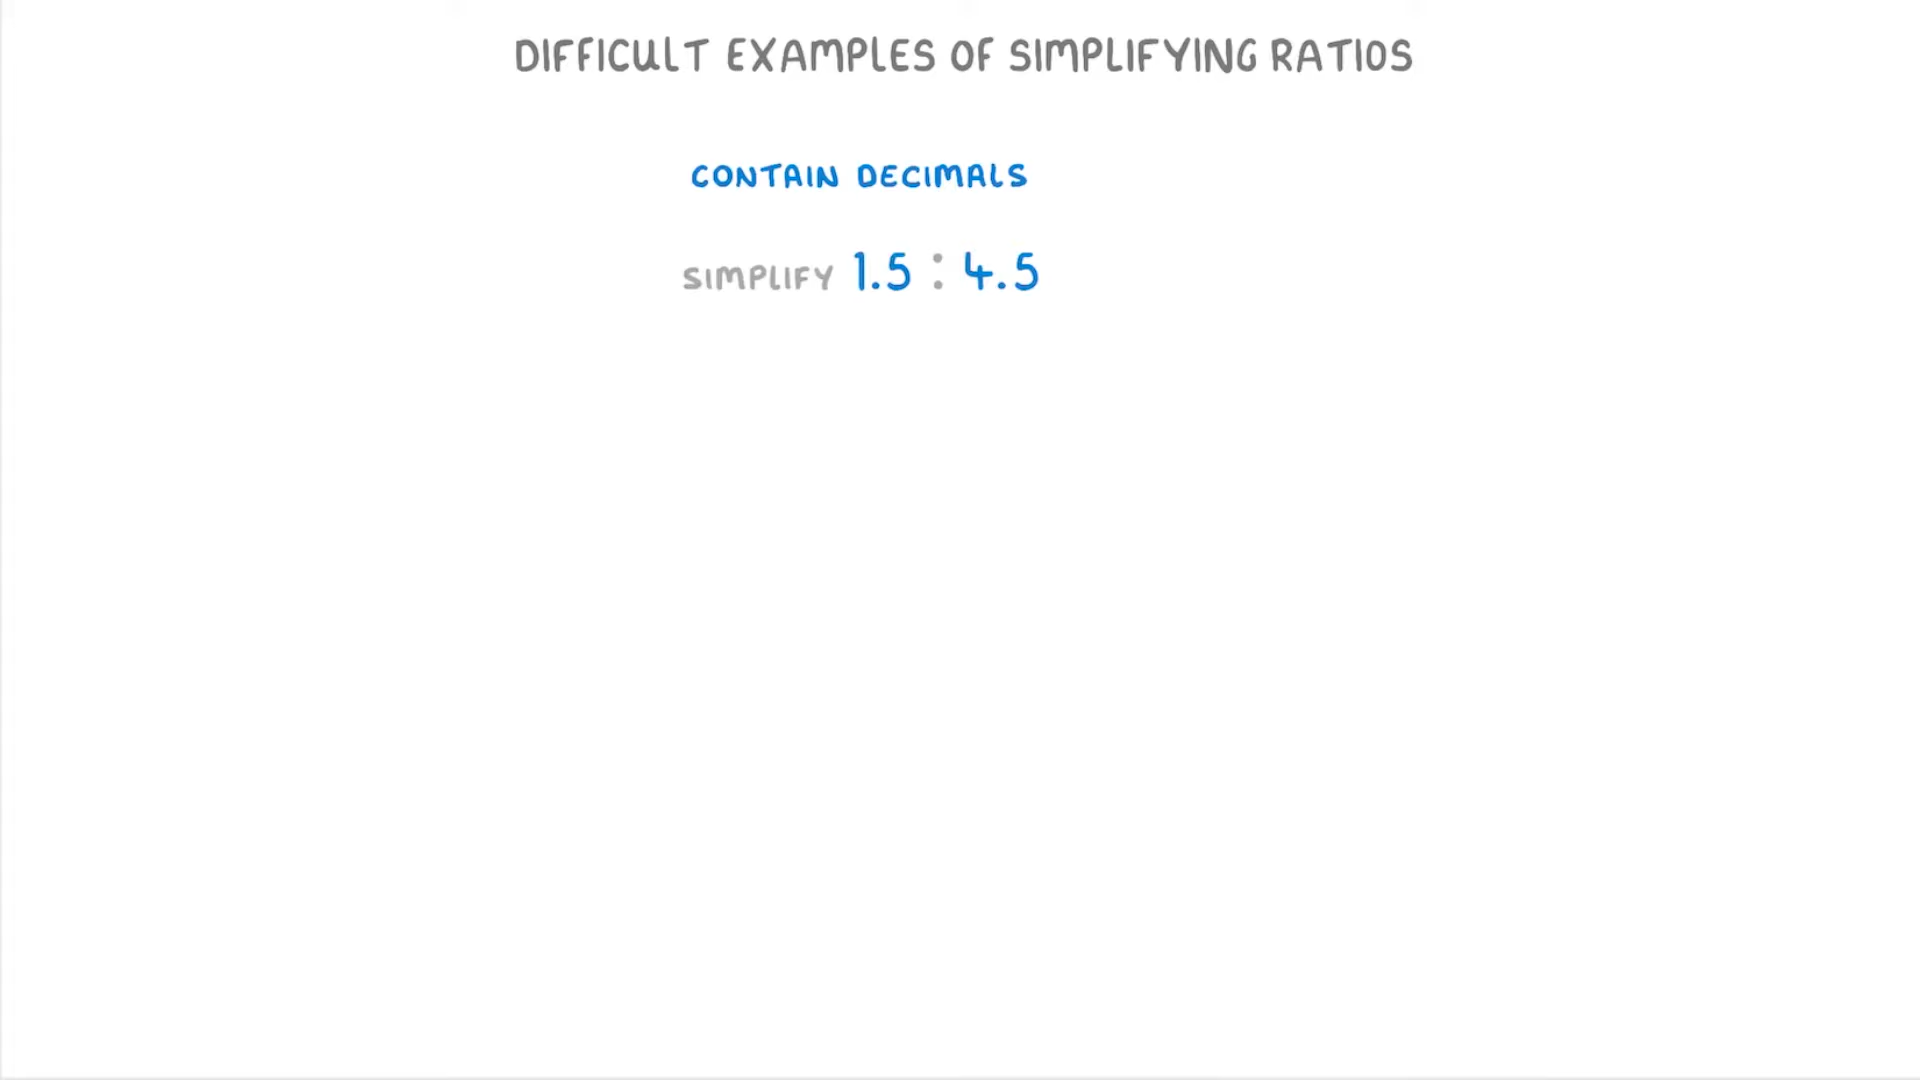 DIFFICULT EXAMPLES OF SIMPLIFYING RATIOS
CONTAIN DECIMALS
SIMPLIFY 1.5 : 4.5